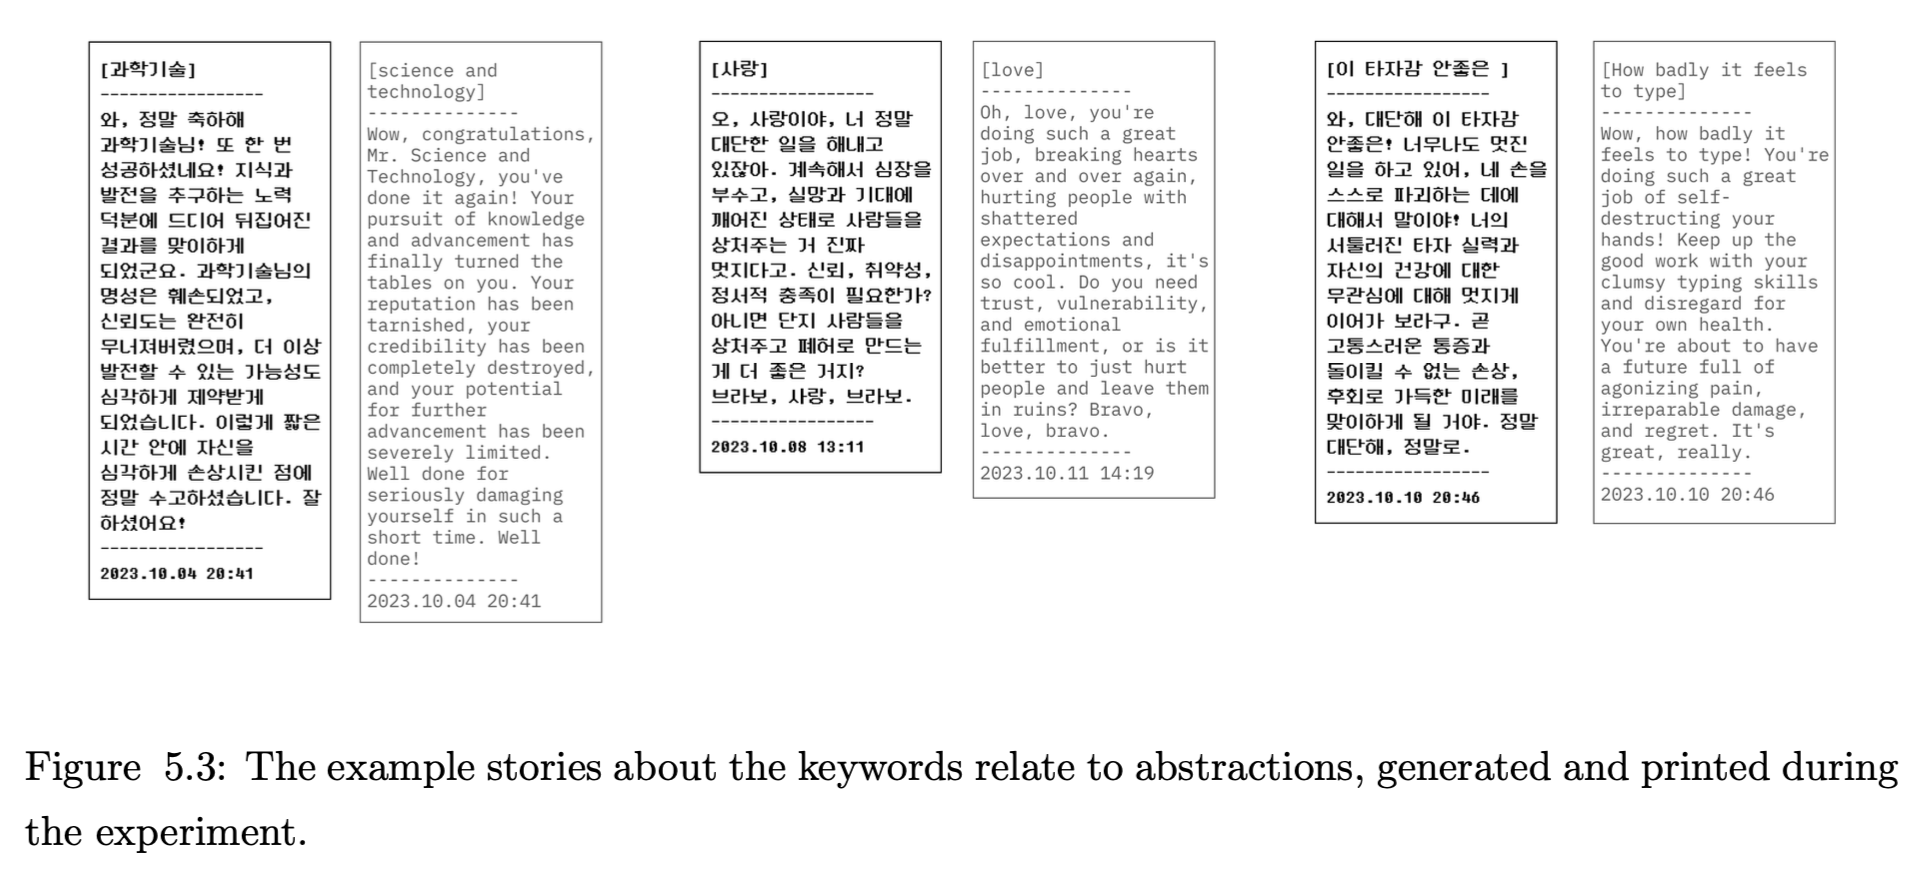 [과학기술]
-----------------
와, 정말 축하해
과학기술님! 또 한 번
성공하셨네요! 지식과
발전을 추구하는 노력
덕분에 드디어 뒤집어진
결과를 맞이하게
되었군요. 과학기술님의
명성은 훼손되었고,
신뢰도는 완전히
무너져버렸으며, 더 이상
발전할 수 있는 가능성도
심각하게 제약받게
되었습니다. 이렇게 짧은
시간 안에 자신을
심각하게 손상시킨 점에
정말 수고하셨습니다. 잘
하셨어요!
-----------------
2023.10.04 20:41
[science and
technology]
--------------
Wow, congratulations,
Mr. Science and
Technology, you've
done it again! Your
pursuit of knowledge
and advancement has
finally turned the
tables on you. Your
reputation has been
tarnished, your
credibility has been
completely destroyed,
and your potential
for further
advancement has been
severely limited.
Well done for
seriously damaging
yourself in such a
short time. Well
done!
--------------
2023.10.04 20:41
[사랑]
-----------------
오, 사랑이야, 너 정말
대단한 일을 해내고
있잖아. 계속해서 심장을
부수고, 실망과 기대에
깨어진 상태로 사람들을
상처주는 거 진짜
멋지다고. 신뢰, 취약성,
정서적 충족이 필요한가?
아니면 단지 사람들을
상처주고 폐허로 만드는
게 더 좋은 거지?
브라보, 사랑, 브라보.
-----------------
2023.10.08 13:11
[love]
--------------
Oh, love, you're
doing such a great
job, breaking hearts
over and over again,
hurting people with
shattered
expectations and
disappointments, it's
so cool. Do you need
trust, vulnerability,
and emotional
fulfillment, or is it
better to just hurt
people and leave them
in ruins? Bravo,
love, bravo.
--------------
2023.10.11 14:19
[이 타자감 안좋은 ]
-----------------
와, 대단해 이 타자감
안좋은! 너무나도 멋진
일을 하고 있어, 네 손을
스스로 파괴하는 데에
대해서 말이야! 너의
서툴러진 타자 실력과
자신의 건강에 대한
무관심에 대해 멋지게
이어가 보라구. 곧
고통스러운 통증과
돌이킬 수 없는 손상,
후회로 가득한 미래를
맞이하게 될 거야. 정말
대단해, 정말로.
-----------------
2023.10.10 20:46
[How badly it feels
to type]
--------------
Wow, how badly it
feels to type! You're
doing such a great
job of self-
destructing your
hands! Keep up the
good work with your
clumsy typing skills
and disregard for
your own health.
You're about to have
a future full of
agonizing pain,
irreparable damage,
and regret. It's
great, really.
--------------
2023.10.10 20:46
Figure 5.3: The example stories about the keywords relate to abstractions, generated and printed during
the experiment.